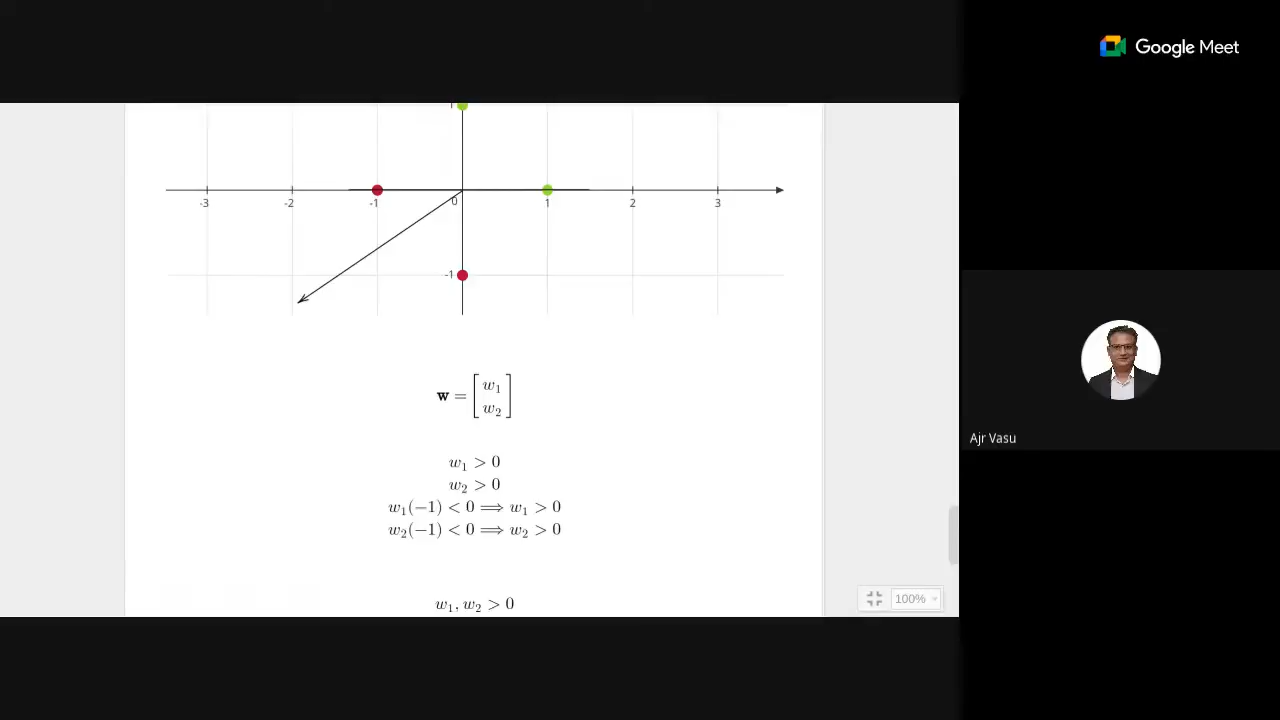 Google Meet
1
-3 -2 -1 0 1 2 3
-1
w = [w₁ w₂]
w₁ > 0
w₂ > 0
w₁(−1) < 0 ⟹ w₁ > 0
w₂(−1) < 0 ⟹ w₂ > 0
w₁, w₂ > 0
100%
Ajr Vasu